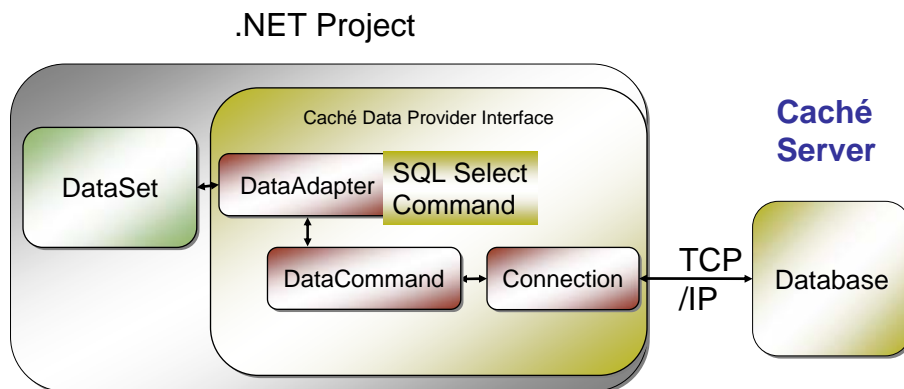 .NET Project
Caché Data Provider Interface
Caché
Server
DataSet
DataAdapter
SQL Select
Command
DataCommand
Connection
TCP
/IP
Database